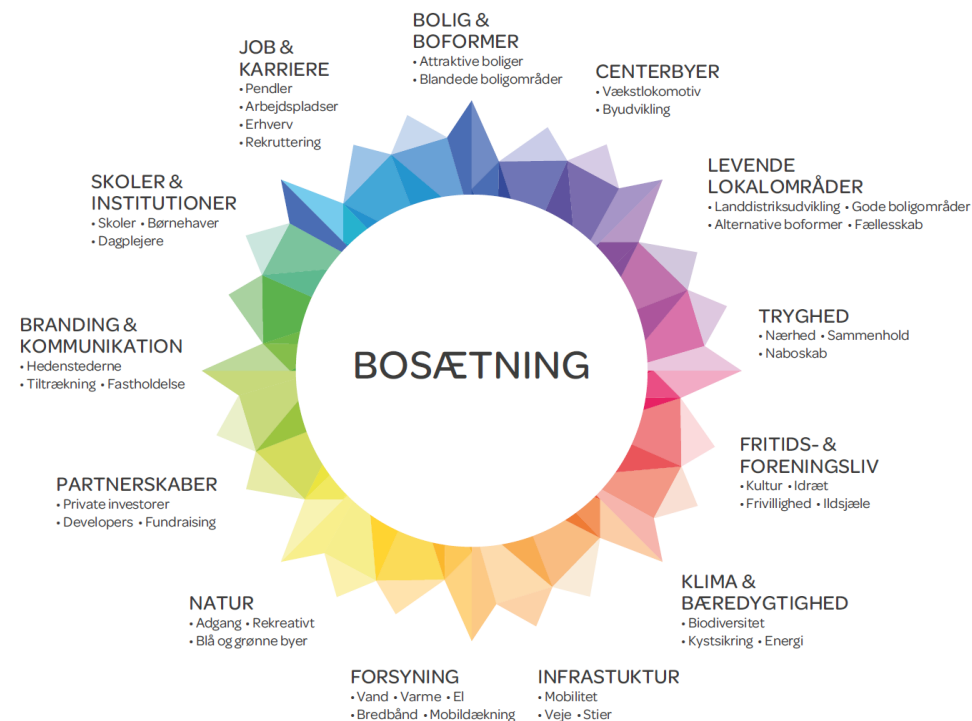 BOLIG &
BOFORMER
• Attraktive boliger
• Blandede boligområder
CENTERBYER
• Vækstlokomotiv
• Byudvikling
LEVENDE
LOKALOMRÅDER
• Landdistriksudvikling • Gode boligområder
• Alternative boformer • Fællesskab
TRYGHED
• Nærhed • Sammenhold
• Naboskab
FRITIDS- &
FORENINGSLIV
• Kultur • Idræt
• Frivillighed • Ildsjæle
KLIMA &
BÆREDYGTIGHED
• Biodiversitet
• Kystsikring • Energi
INFRASTUKTUR
• Mobilitet
• Veje • Stier
FORSYNING
• Vand • Varme • El
• Bredbånd • Mobildækning
NATUR
• Adgang • Rekreativt
• Blå og grønne byer
PARTNERSKABER
• Private investorer
• Developers • Fundraising
BRANDING &
KOMMUNIKATION
• Hedenstederne
• Tiltrækning • Fastholdelse
SKOLER &
INSTITUTIONER
• Skoler • Børnehaver
• Dagplejere
JOB &
KARRIERE
• Pendler
• Arbejdspladser
• Erhverv
• Rekruttering
BOSÆTNING